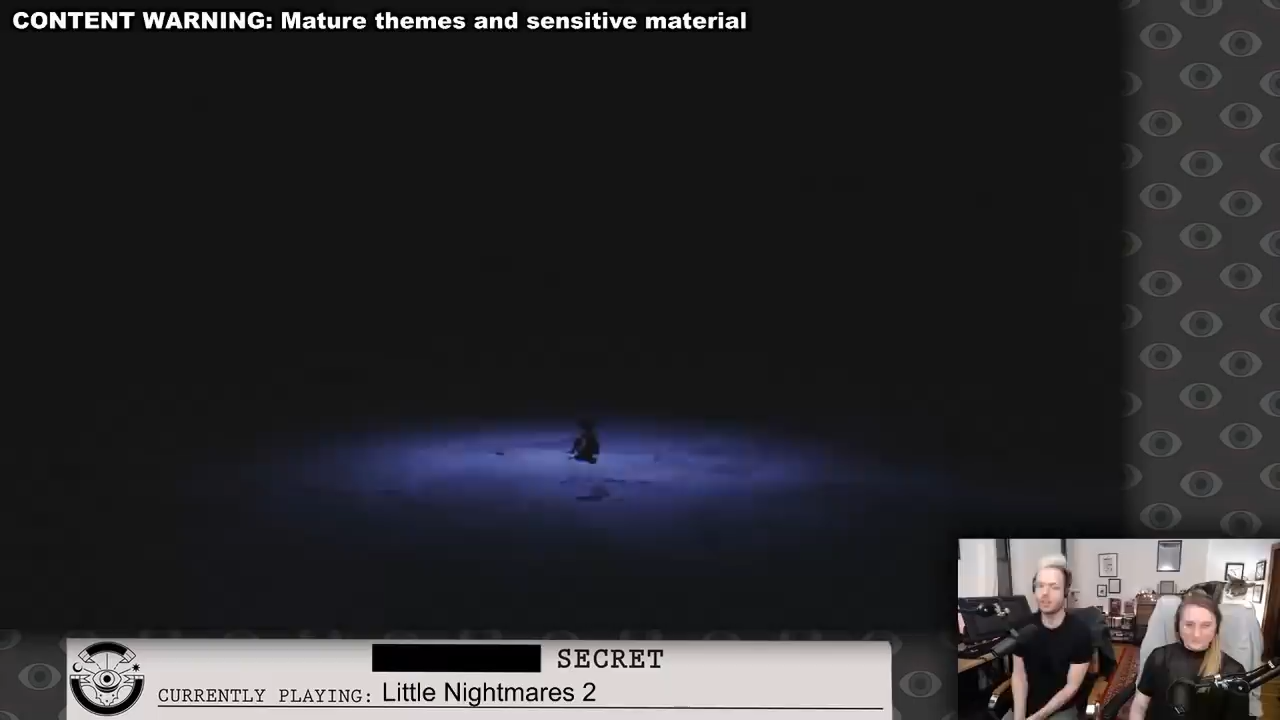 CONTENT WARNING: Mature themes and sensitive material
SECRET
CURRENTLY PLAYING: Little Nightmares 2